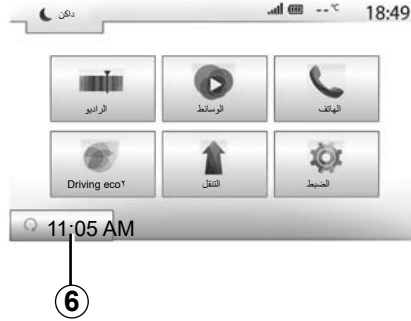 داكن --°C 18:49
الراديو الوسائط الهاتف
Driving eco² التنقل الضبط
11:05 AM
6